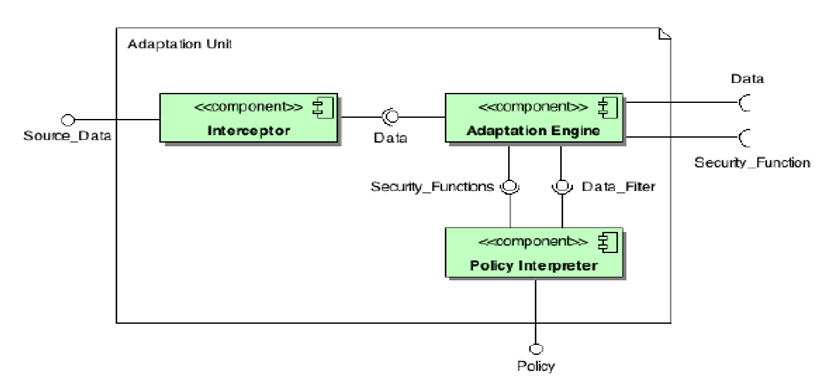 Adaptation Unit
Data
<<component>>
<<component>>
Interceptor
Adaptation Engine
Source_Data
Data
Security_Function
Security_Functions
Data_Filter
<<component>>
Policy Interpreter
Policy